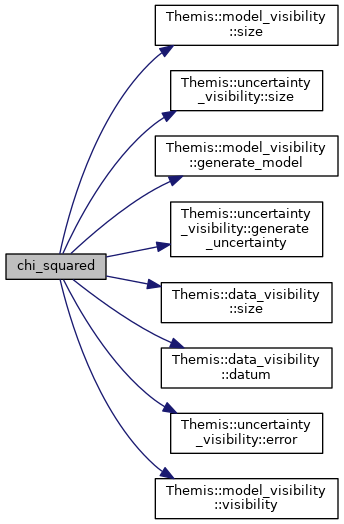 Themis::model_visibility
::size
Themis::uncertainty
_visibility::size
Themis::model_visibility
::generate_model
Themis::uncertainty
_visibility::generate
_uncertainty
chi_squared
Themis::data_visibility
::size
Themis::data_visibility
::datum
Themis::uncertainty
_visibility::error
Themis::model_visibility
::visibility